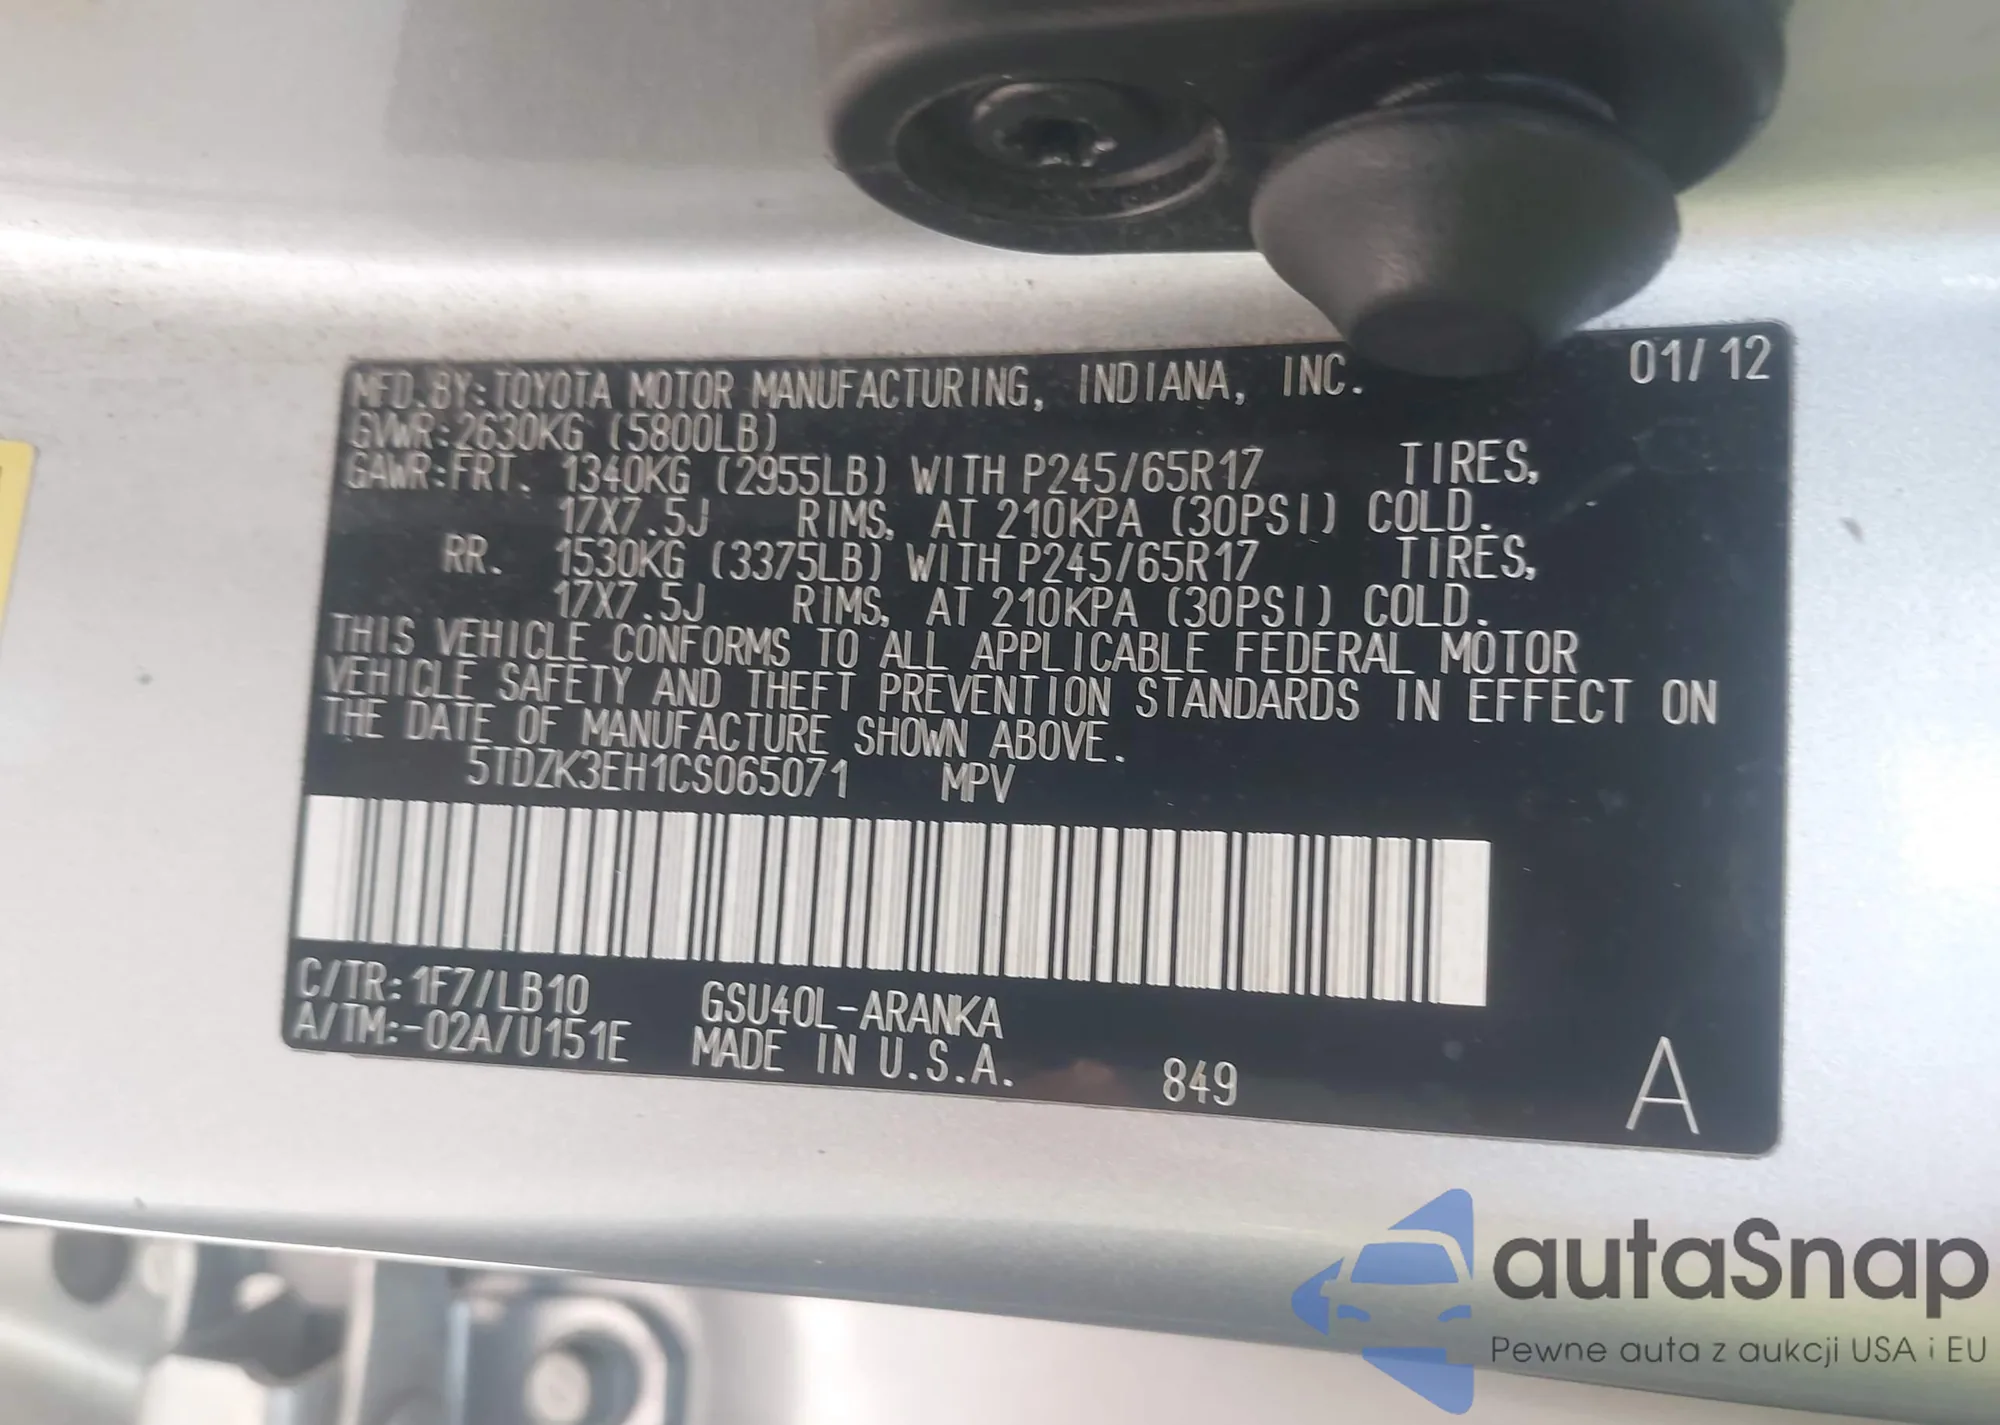 MFD. BY: TOYOTA MOTOR MANUFACTURING, INDIANA, INC. 01/12
GVWR: 2630KG (5800LB)
GAWR: FRT. 1340KG (2955LB) WITH P245/65R17 TIRES,
17X7.5J RIMS, AT 210KPA (30PSI) COLD.
RR. 1530KG (3375LB) WITH P245/65R17 TIRES,
17X7.5J RIMS, AT 210KPA (30PSI) COLD.
THIS VEHICLE CONFORMS TO ALL APPLICABLE FEDERAL MOTOR
VEHICLE SAFETY AND THEFT PREVENTION STANDARDS IN EFFECT ON
THE DATE OF MANUFACTURE SHOWN ABOVE.
5TDZK3EH1CS065071 MPV
C/TR: 1F7/LB10 GSU40L-ARANKA
A/TM: -02A/U151E MADE IN U.S.A. 849 A
autaSnap
Pewne auta z aukcji USA i EU